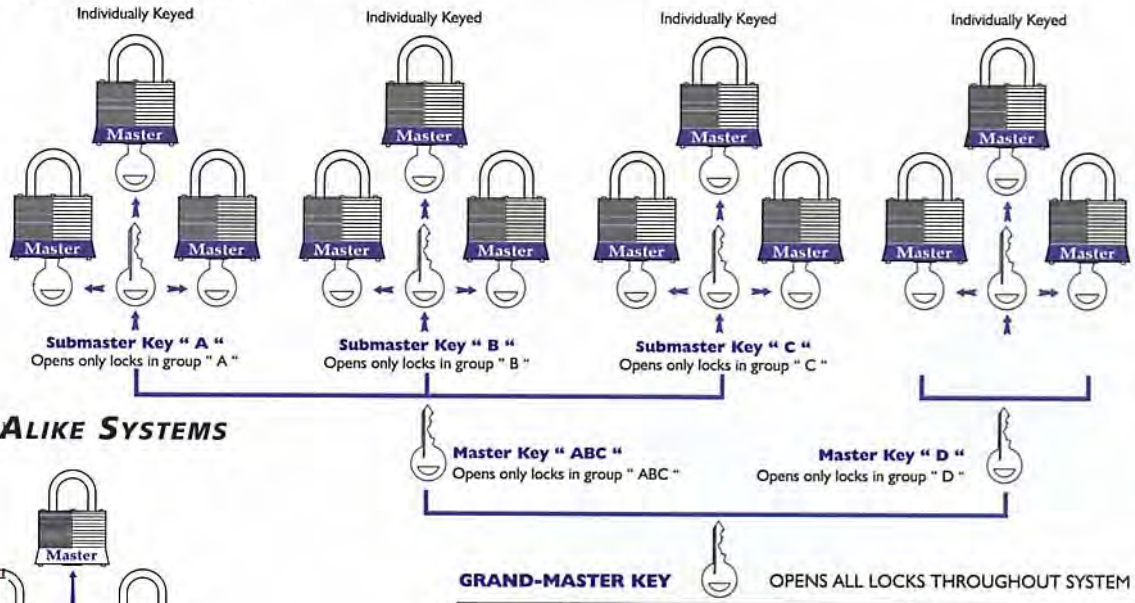 Individually Keyed
Individually Keyed
Individually Keyed
Individually Keyed
Master
Master
Master
Master
Master
Master
Master
Master
Master
Master
Master
Master
Submaster Key “ A “
Opens only locks in group “ A “
Submaster Key “ B “
Opens only locks in group “ B “
Submaster Key “ C “
Opens only locks in group “ C “
ALIKE SYSTEMS
Master Key “ ABC “
Opens only locks in group “ ABC “
Master Key “ D “
Opens only locks in group “ D “
Master
GRAND-MASTER KEY OPENS ALL LOCKS THROUGHOUT SYSTEM